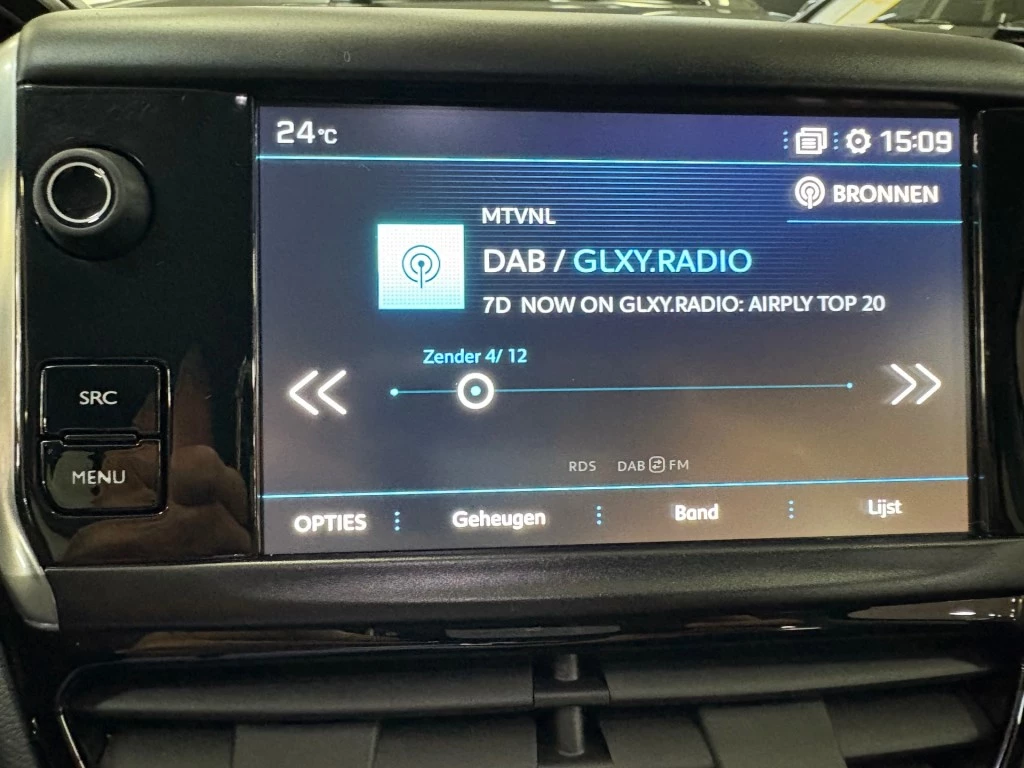 24°C 15:09
BRONNEN
MTVNL
DAB / GLXY.RADIO
7D NOW ON GLXY.RADIO: AIRPLY TOP 20
Zender 4/ 12
SRC
MENU
RDS DAB FM
OPTIES Geheugen Band Lijst